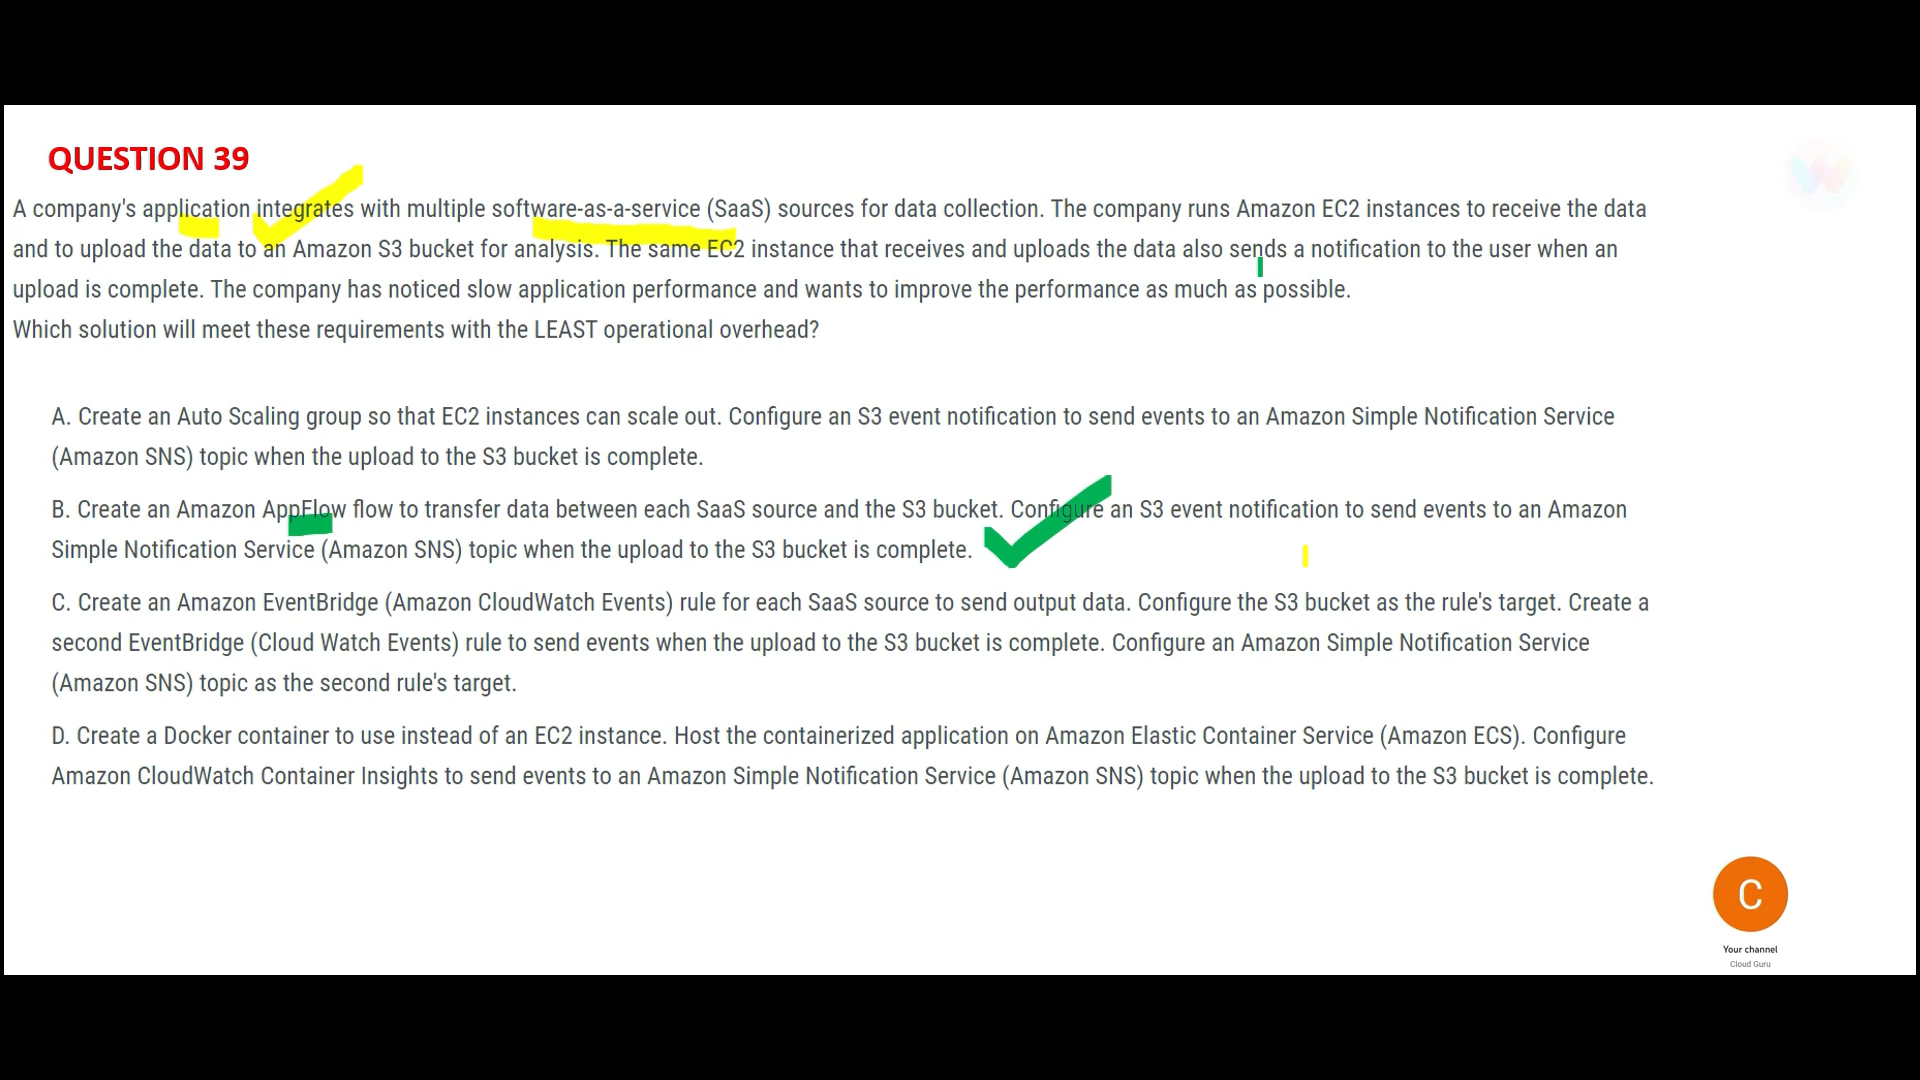 QUESTION 39
A company's application integrates with multiple software-as-a-service (SaaS) sources for data collection. The company runs Amazon EC2 instances to receive the data
and to upload the data to an Amazon S3 bucket for analysis. The same EC2 instance that receives and uploads the data also sends a notification to the user when an
upload is complete. The company has noticed slow application performance and wants to improve the performance as much as possible.
Which solution will meet these requirements with the LEAST operational overhead?
A. Create an Auto Scaling group so that EC2 instances can scale out. Configure an S3 event notification to send events to an Amazon Simple Notification Service
(Amazon SNS) topic when the upload to the S3 bucket is complete.
B. Create an Amazon AppFlow flow to transfer data between each SaaS source and the S3 bucket. Configure an S3 event notification to send events to an Amazon
Simple Notification Service (Amazon SNS) topic when the upload to the S3 bucket is complete.
C. Create an Amazon EventBridge (Amazon CloudWatch Events) rule for each SaaS source to send output data. Configure the S3 bucket as the rule's target. Create a
second EventBridge (Cloud Watch Events) rule to send events when the upload to the S3 bucket is complete. Configure an Amazon Simple Notification Service
(Amazon SNS) topic as the second rule's target.
D. Create a Docker container to use instead of an EC2 instance. Host the containerized application on Amazon Elastic Container Service (Amazon ECS). Configure
Amazon CloudWatch Container Insights to send events to an Amazon Simple Notification Service (Amazon SNS) topic when the upload to the S3 bucket is complete.
C
Your channel
Cloud Guru